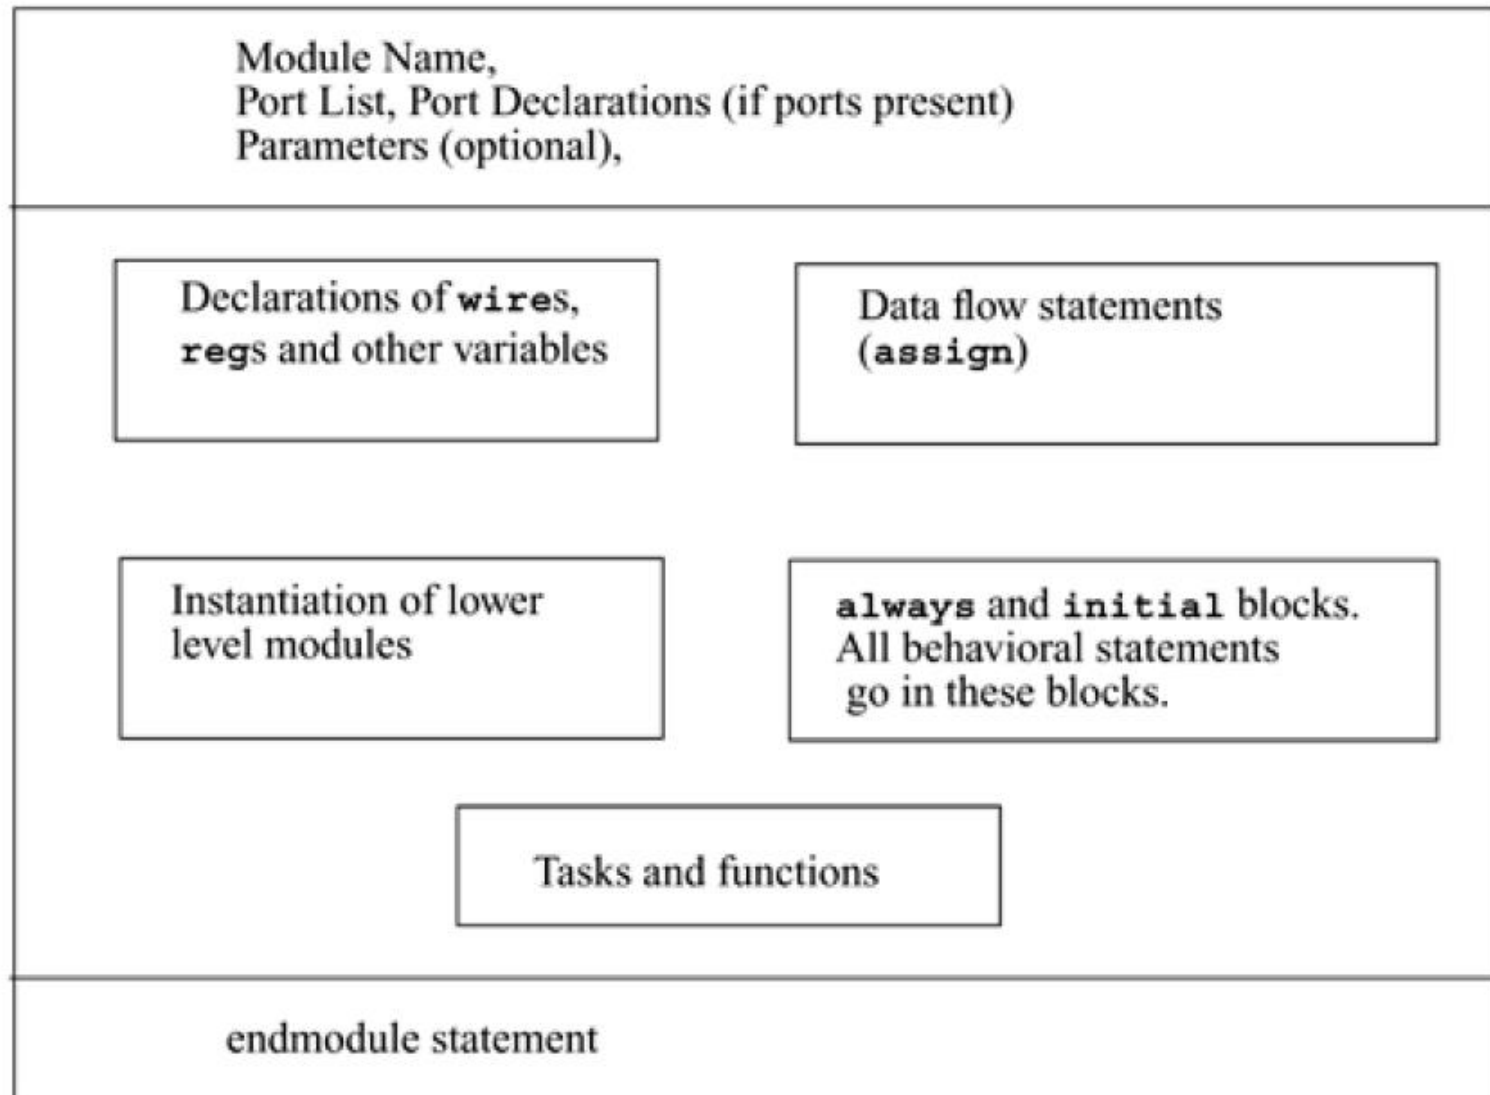 Module Name,
Port List, Port Declarations (if ports present)
Parameters (optional),
Declarations of wires,
regs and other variables
Data flow statements
(assign)
Instantiation of lower
level modules
always and initial blocks.
All behavioral statements
go in these blocks.
Tasks and functions
endmodule statement